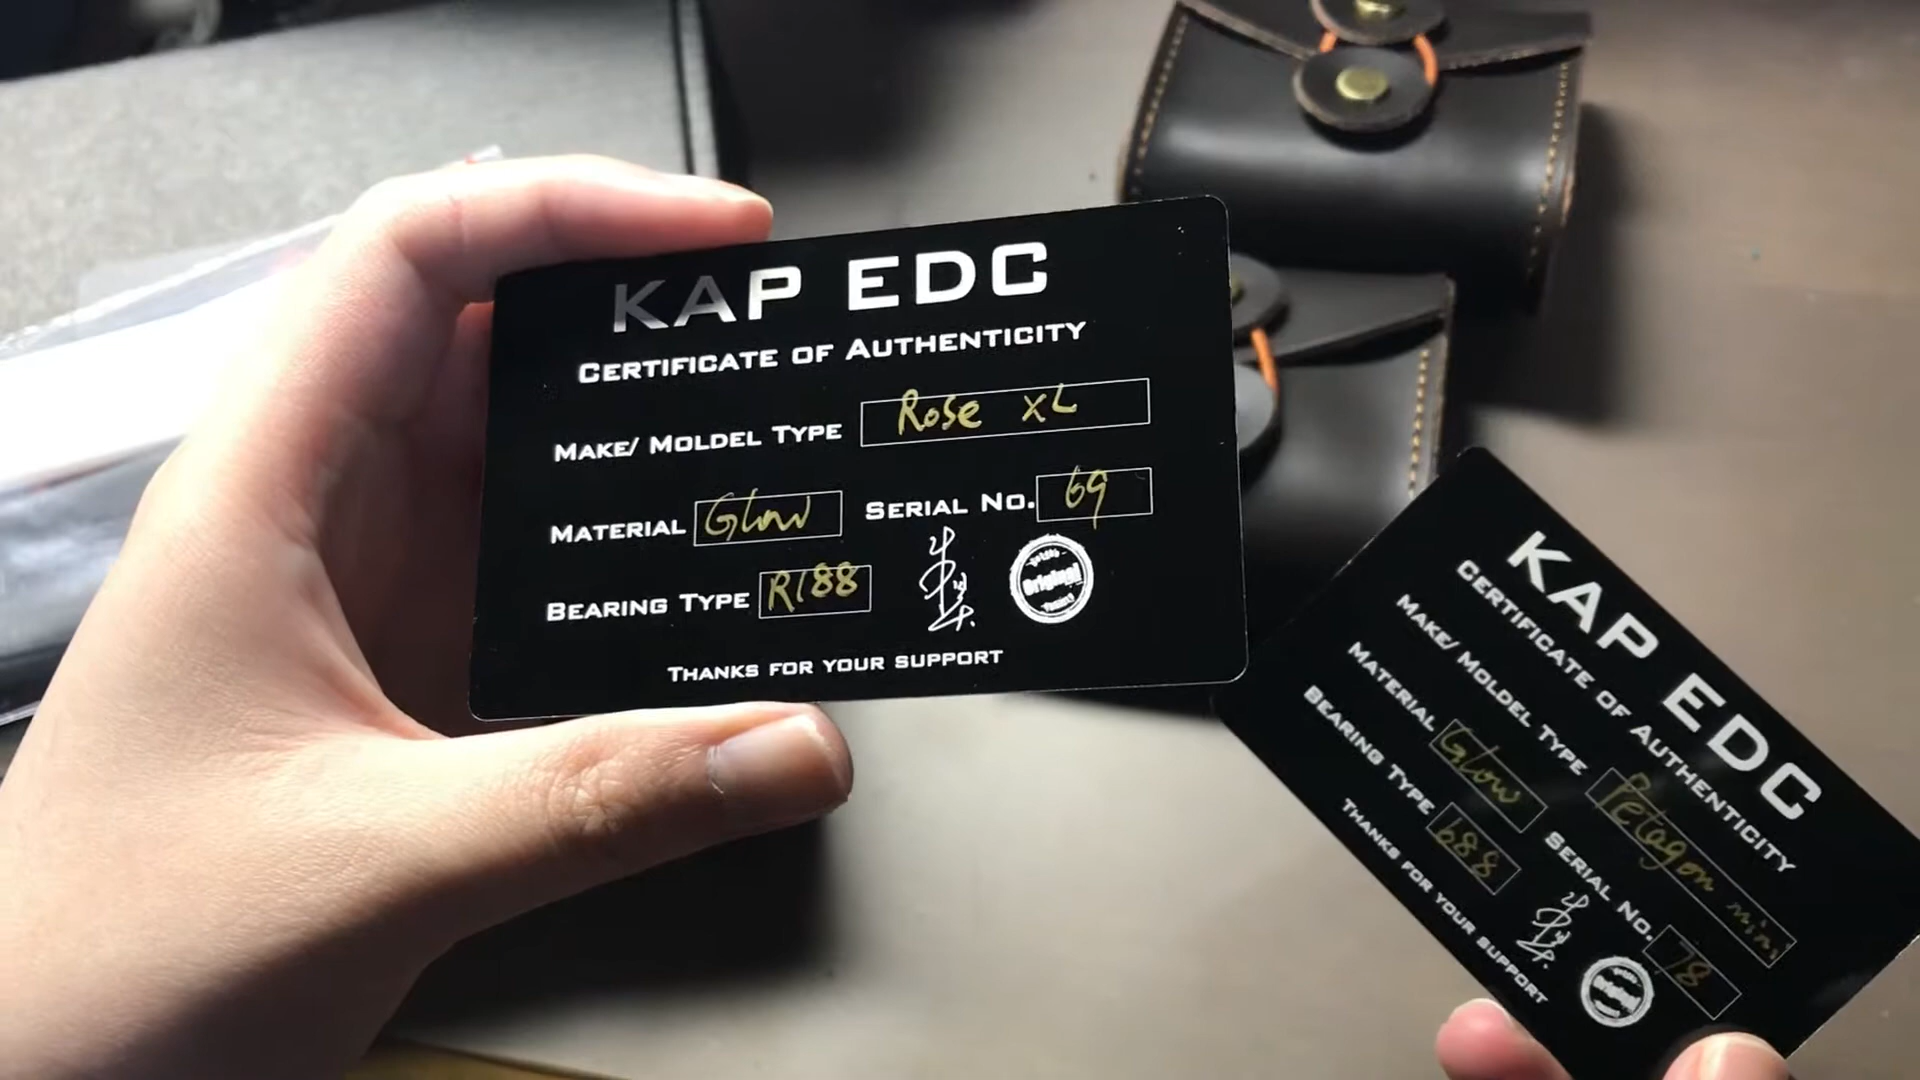 KAP EDC
CERTIFICATE OF AUTHENTICITY
MAKE/ MOLDEL TYPE Rose XL
MATERIAL Glow SERIAL NO. 69
BEARING TYPE R188
Original
THANKS FOR YOUR SUPPORT
KAP EDC
CERTIFICATE OF AUTHENTICITY
MAKE/ MOLDEL TYPE Petagon mini
MATERIAL Glow SERIAL NO. 78
BEARING TYPE 688
THANKS FOR YOUR SUPPORT